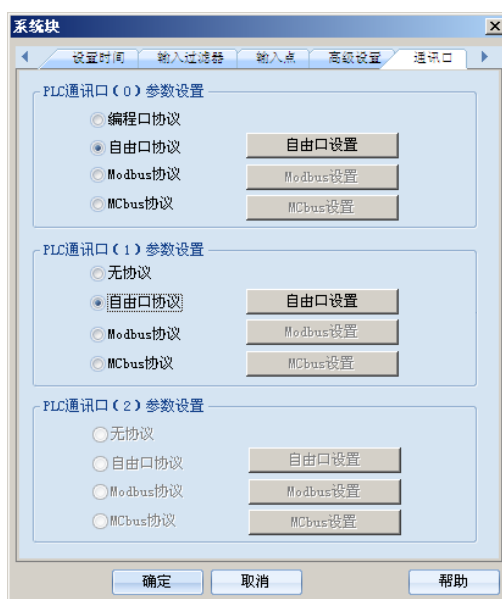 系统块
设置时间 输入过滤器 输入点 高级设置 通讯口
PLC通讯口(0)参数设置
编程口协议
自由口协议 自由口设置
Modbus协议 Modbus设置
MCbus协议 MCbus设置
PLC通讯口(1)参数设置
无协议
自由口协议 自由口设置
Modbus协议 Modbus设置
MCbus协议 MCbus设置
PLC通讯口(2)参数设置
无协议
自由口协议 自由口设置
Modbus协议 Modbus设置
MCbus协议 MCbus设置
确定 取消 帮助